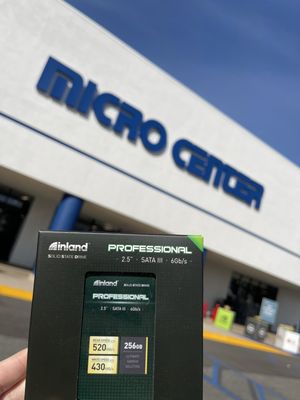 MICRO CENTER
inland
SOLID STATE DRIVE
PROFESSIONAL
2.5" · SATA III · 6Gb/s
inland
PROFESSIONAL
2.5" · SATA III · 6Gb/s
520
430
256GB